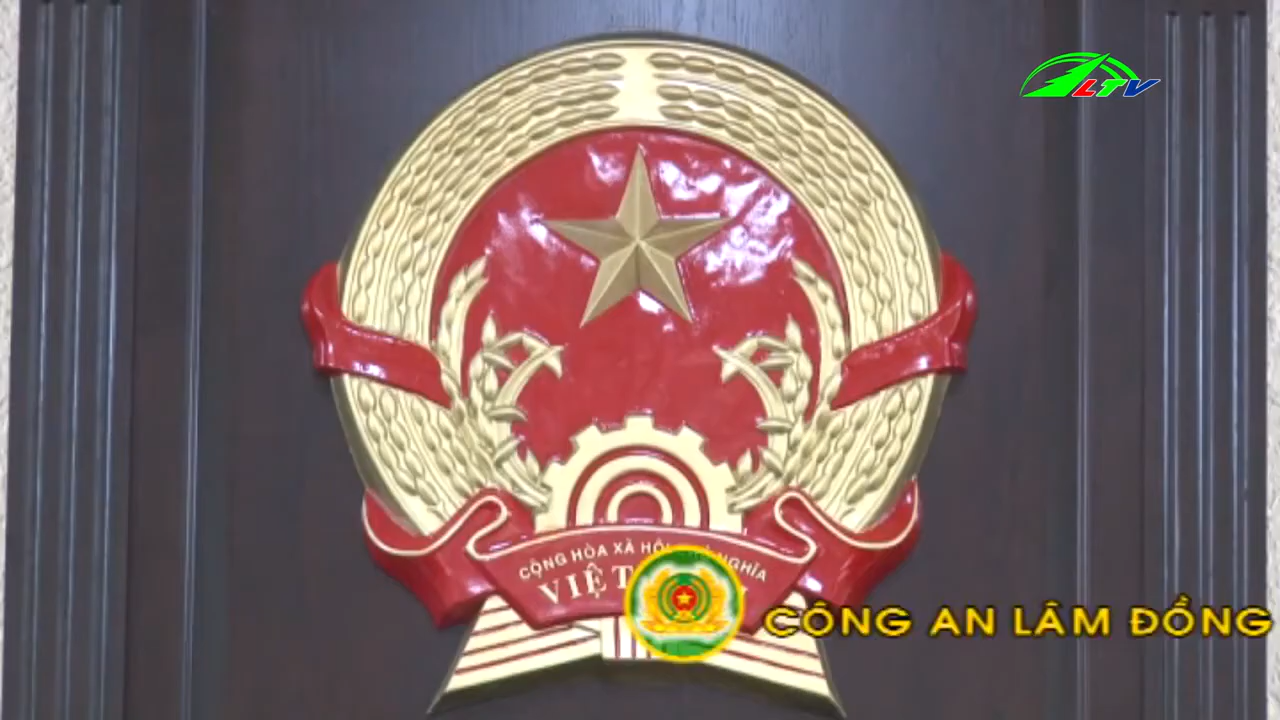 LTV
CỘNG HÒA XÃ HỘI NGHĨA
VIỆT
CÔNG AN LÂM ĐỒNG